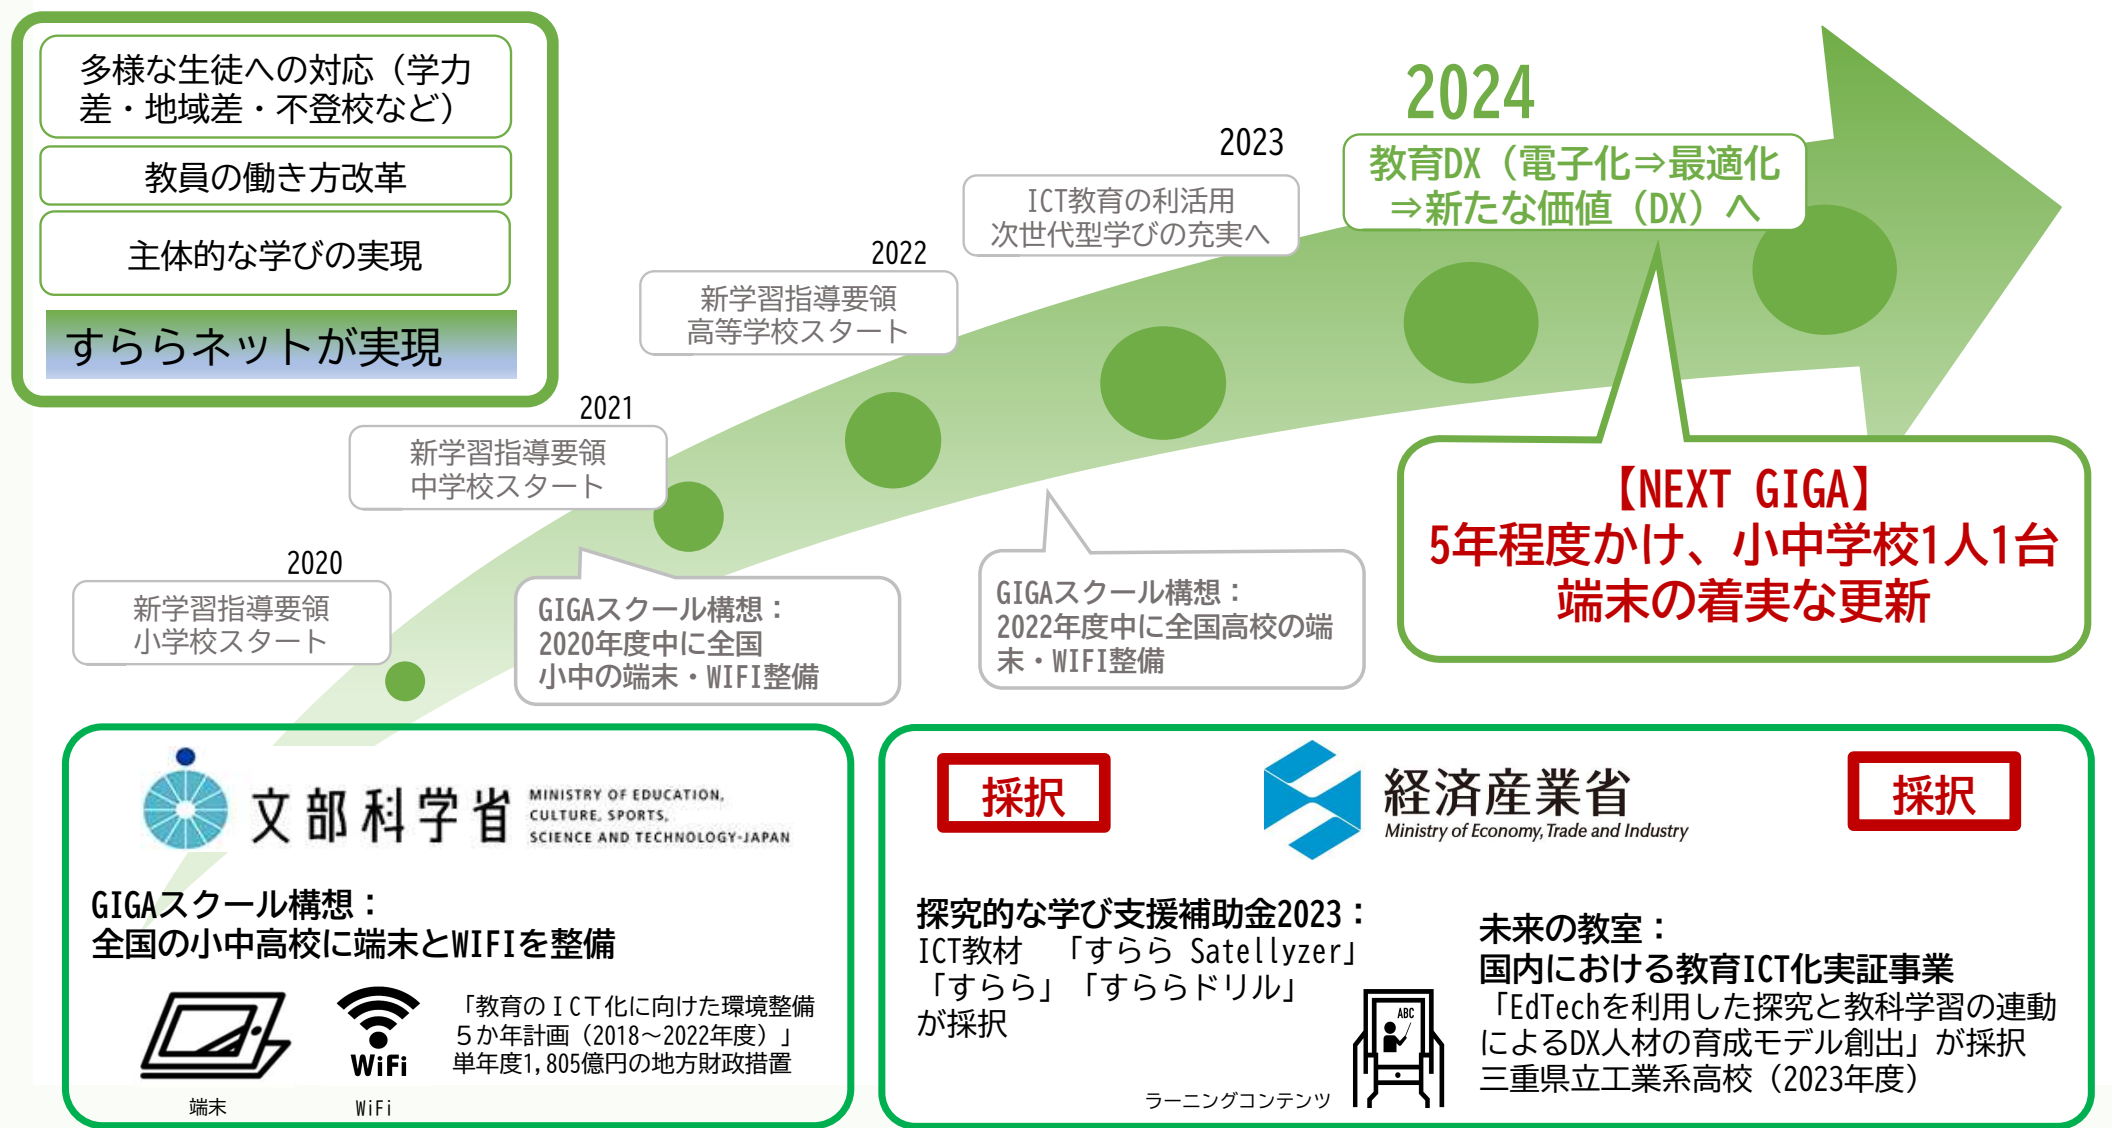 多様な生徒への対応（学力
差・地域差・不登校など）
教員の働き方改革
主体的な学びの実現
すららネットが実現
2020
新学習指導要領
小学校スタート
2021
新学習指導要領
中学校スタート
2022
新学習指導要領
高等学校スタート
2023
ICT教育の利活用
次世代型学びの充実へ
2024
教育DX（電子化⇒最適化
⇒新たな価値（DX）へ
GIGAスクール構想：
2020年度中に全国
小中の端末・WIFI整備
GIGAスクール構想：
2022年度中に全国高校の端
末・WIFI整備
【NEXT GIGA】
5年程度かけ、小中学校1人1台
端末の着実な更新
文部科学省
MINISTRY OF EDUCATION,
CULTURE, SPORTS,
SCIENCE AND TECHNOLOGY-JAPAN
GIGAスクール構想：
全国の小中高校に端末とWIFIを整備
WiFi
「教育のＩＣＴ化に向けた環境整備
５か年計画（2018～2022年度）」
単年度1,805億円の地方財政措置
端末
WiFi
採択
経済産業省
Ministry of Economy, Trade and Industry
採択
探究的な学び支援補助金2023：
ICT教材　「すらら Satellyzer」
「すらら」「すららドリル」
が採択
ABC
ラーニングコンテンツ
未来の教室：
国内における教育ICT化実証事業
「EdTechを利用した探究と教科学習の連動
によるDX人材の育成モデル創出」が採択
三重県立工業系高校（2023年度）